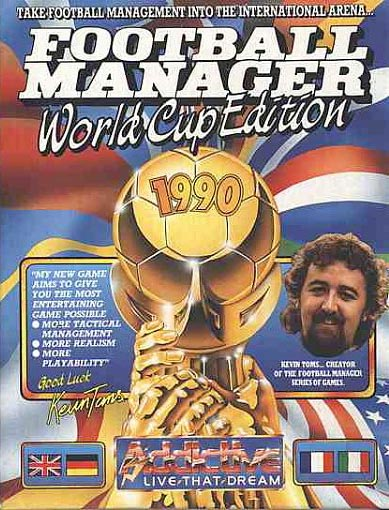 TAKE FOOTBALL MANAGEMENT INTO THE INTERNATIONAL ARENA...
FOOTBALL
MANAGER
World Cup Edition
1990
"MY NEW GAME
AIMS TO GIVE
YOU THE MOST
ENTERTAINING
GAME POSSIBLE
● MORE TACTICAL
MANAGEMENT
● MORE REALISM
● MORE
PLAYABILITY"
Good Luck
Kevin Toms
KEVIN TOMS... CREATOR
OF THE FOOTBALL MANAGER
SERIES OF GAMES.
Addictive
LIVE·THAT·DREAM